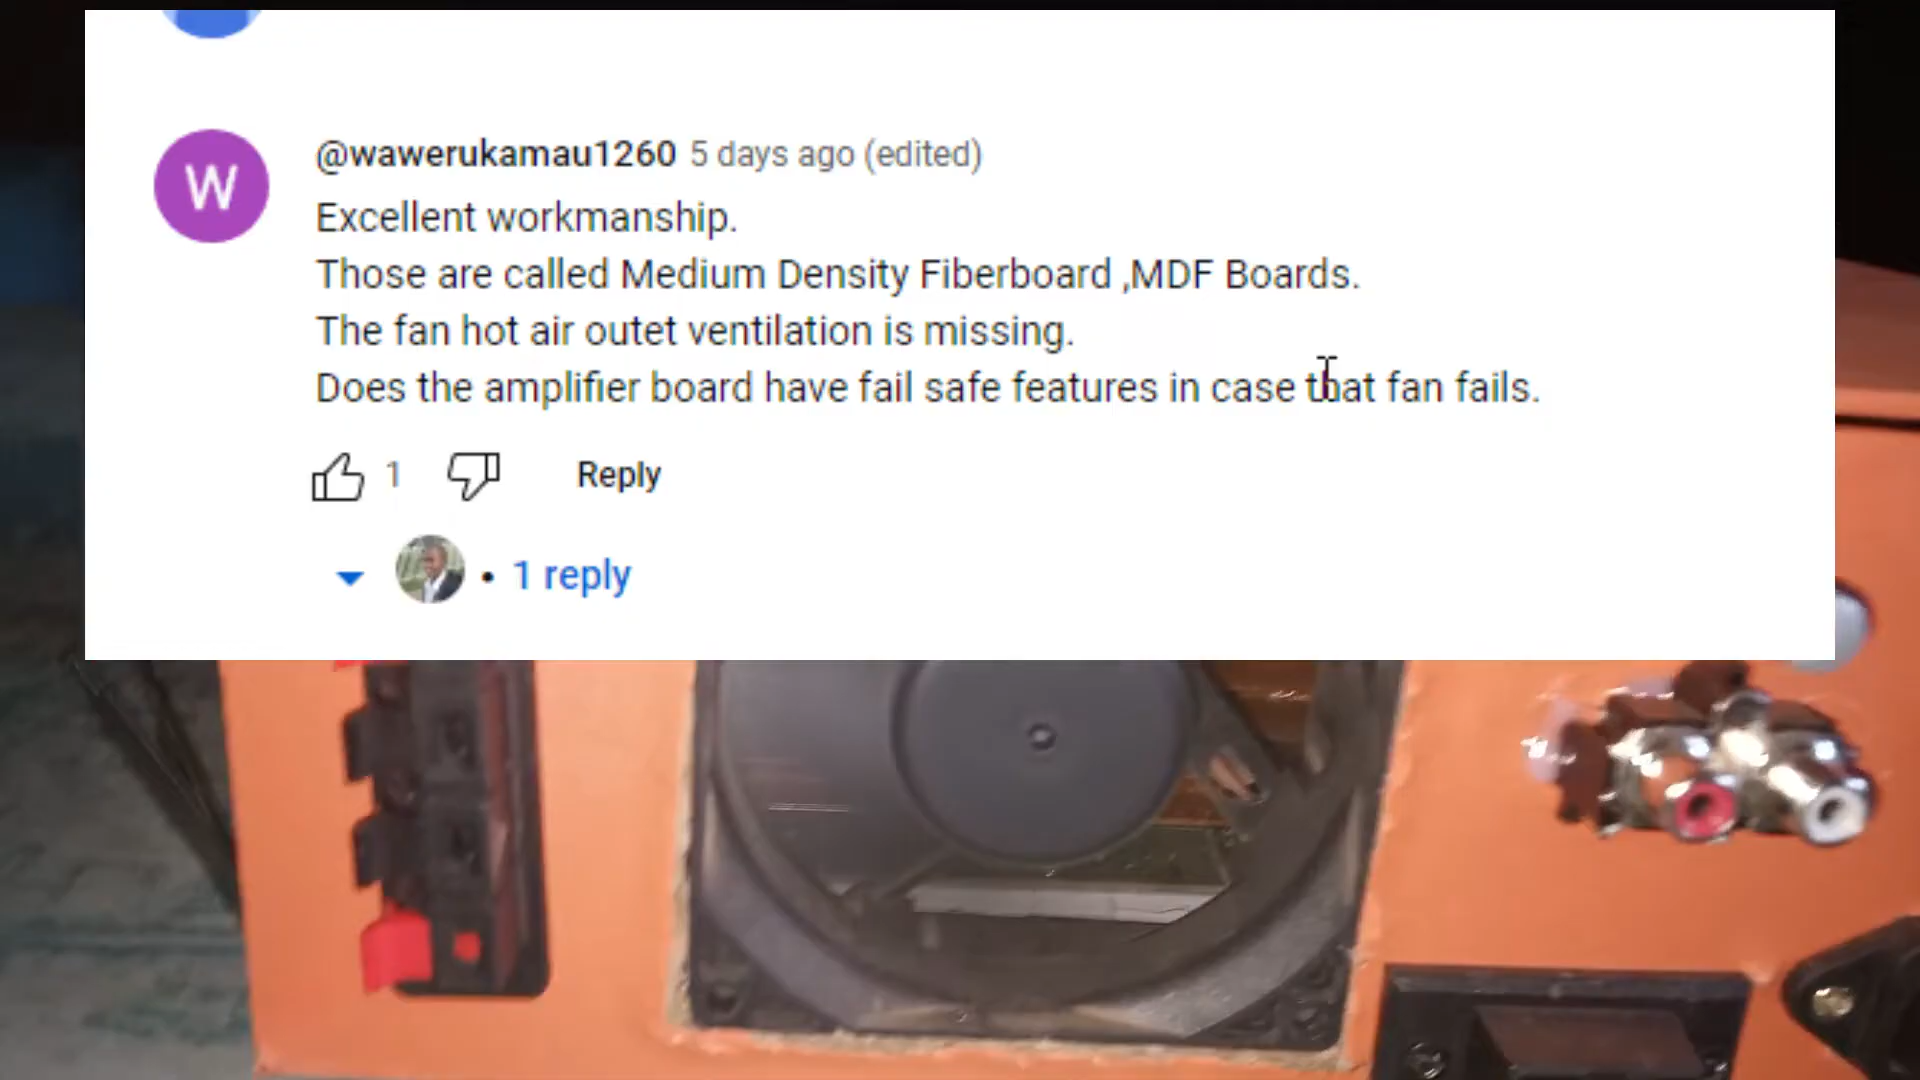 W
@wawerukamau1260 5 days ago (edited)
Excellent workmanship.
Those are called Medium Density Fiberboard ,MDF Boards.
The fan hot air outet ventilation is missing.
Does the amplifier board have fail safe features in case that fan fails.
1
Reply
• 1 reply